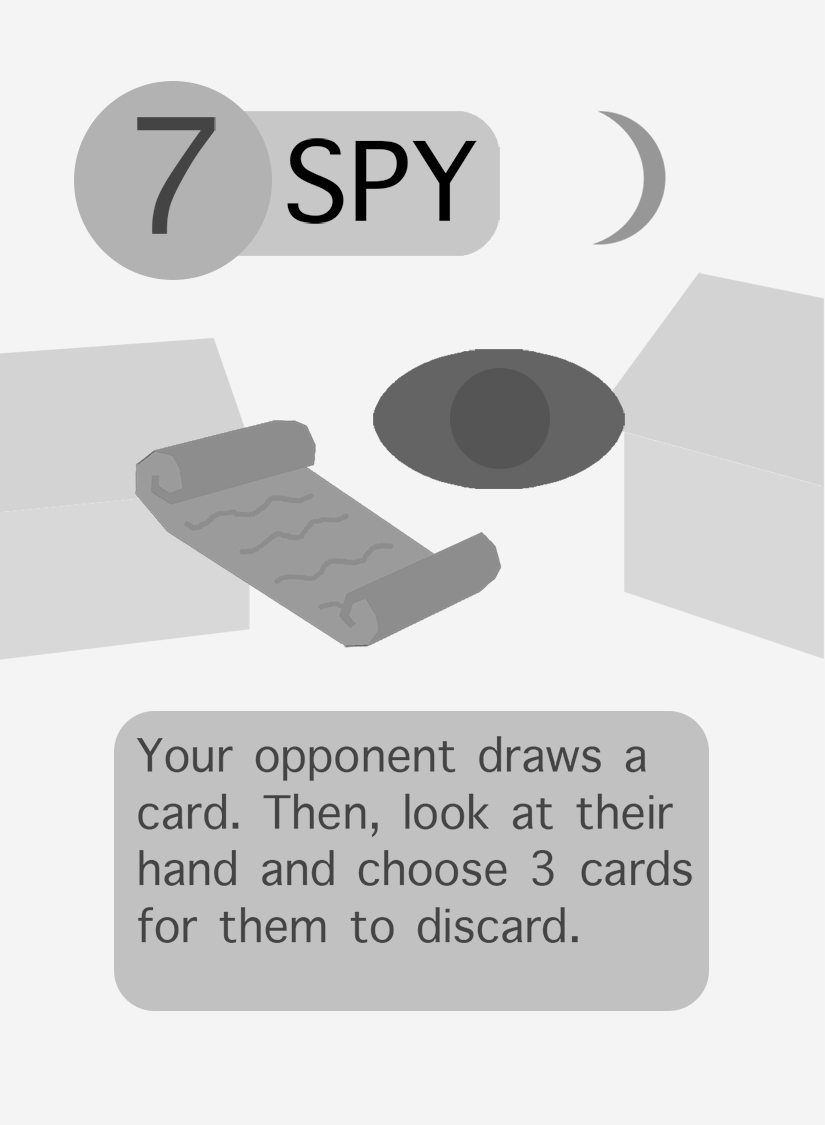 7 SPY
Your opponent draws a
card. Then, look at their
hand and choose 3 cards
for them to discard.